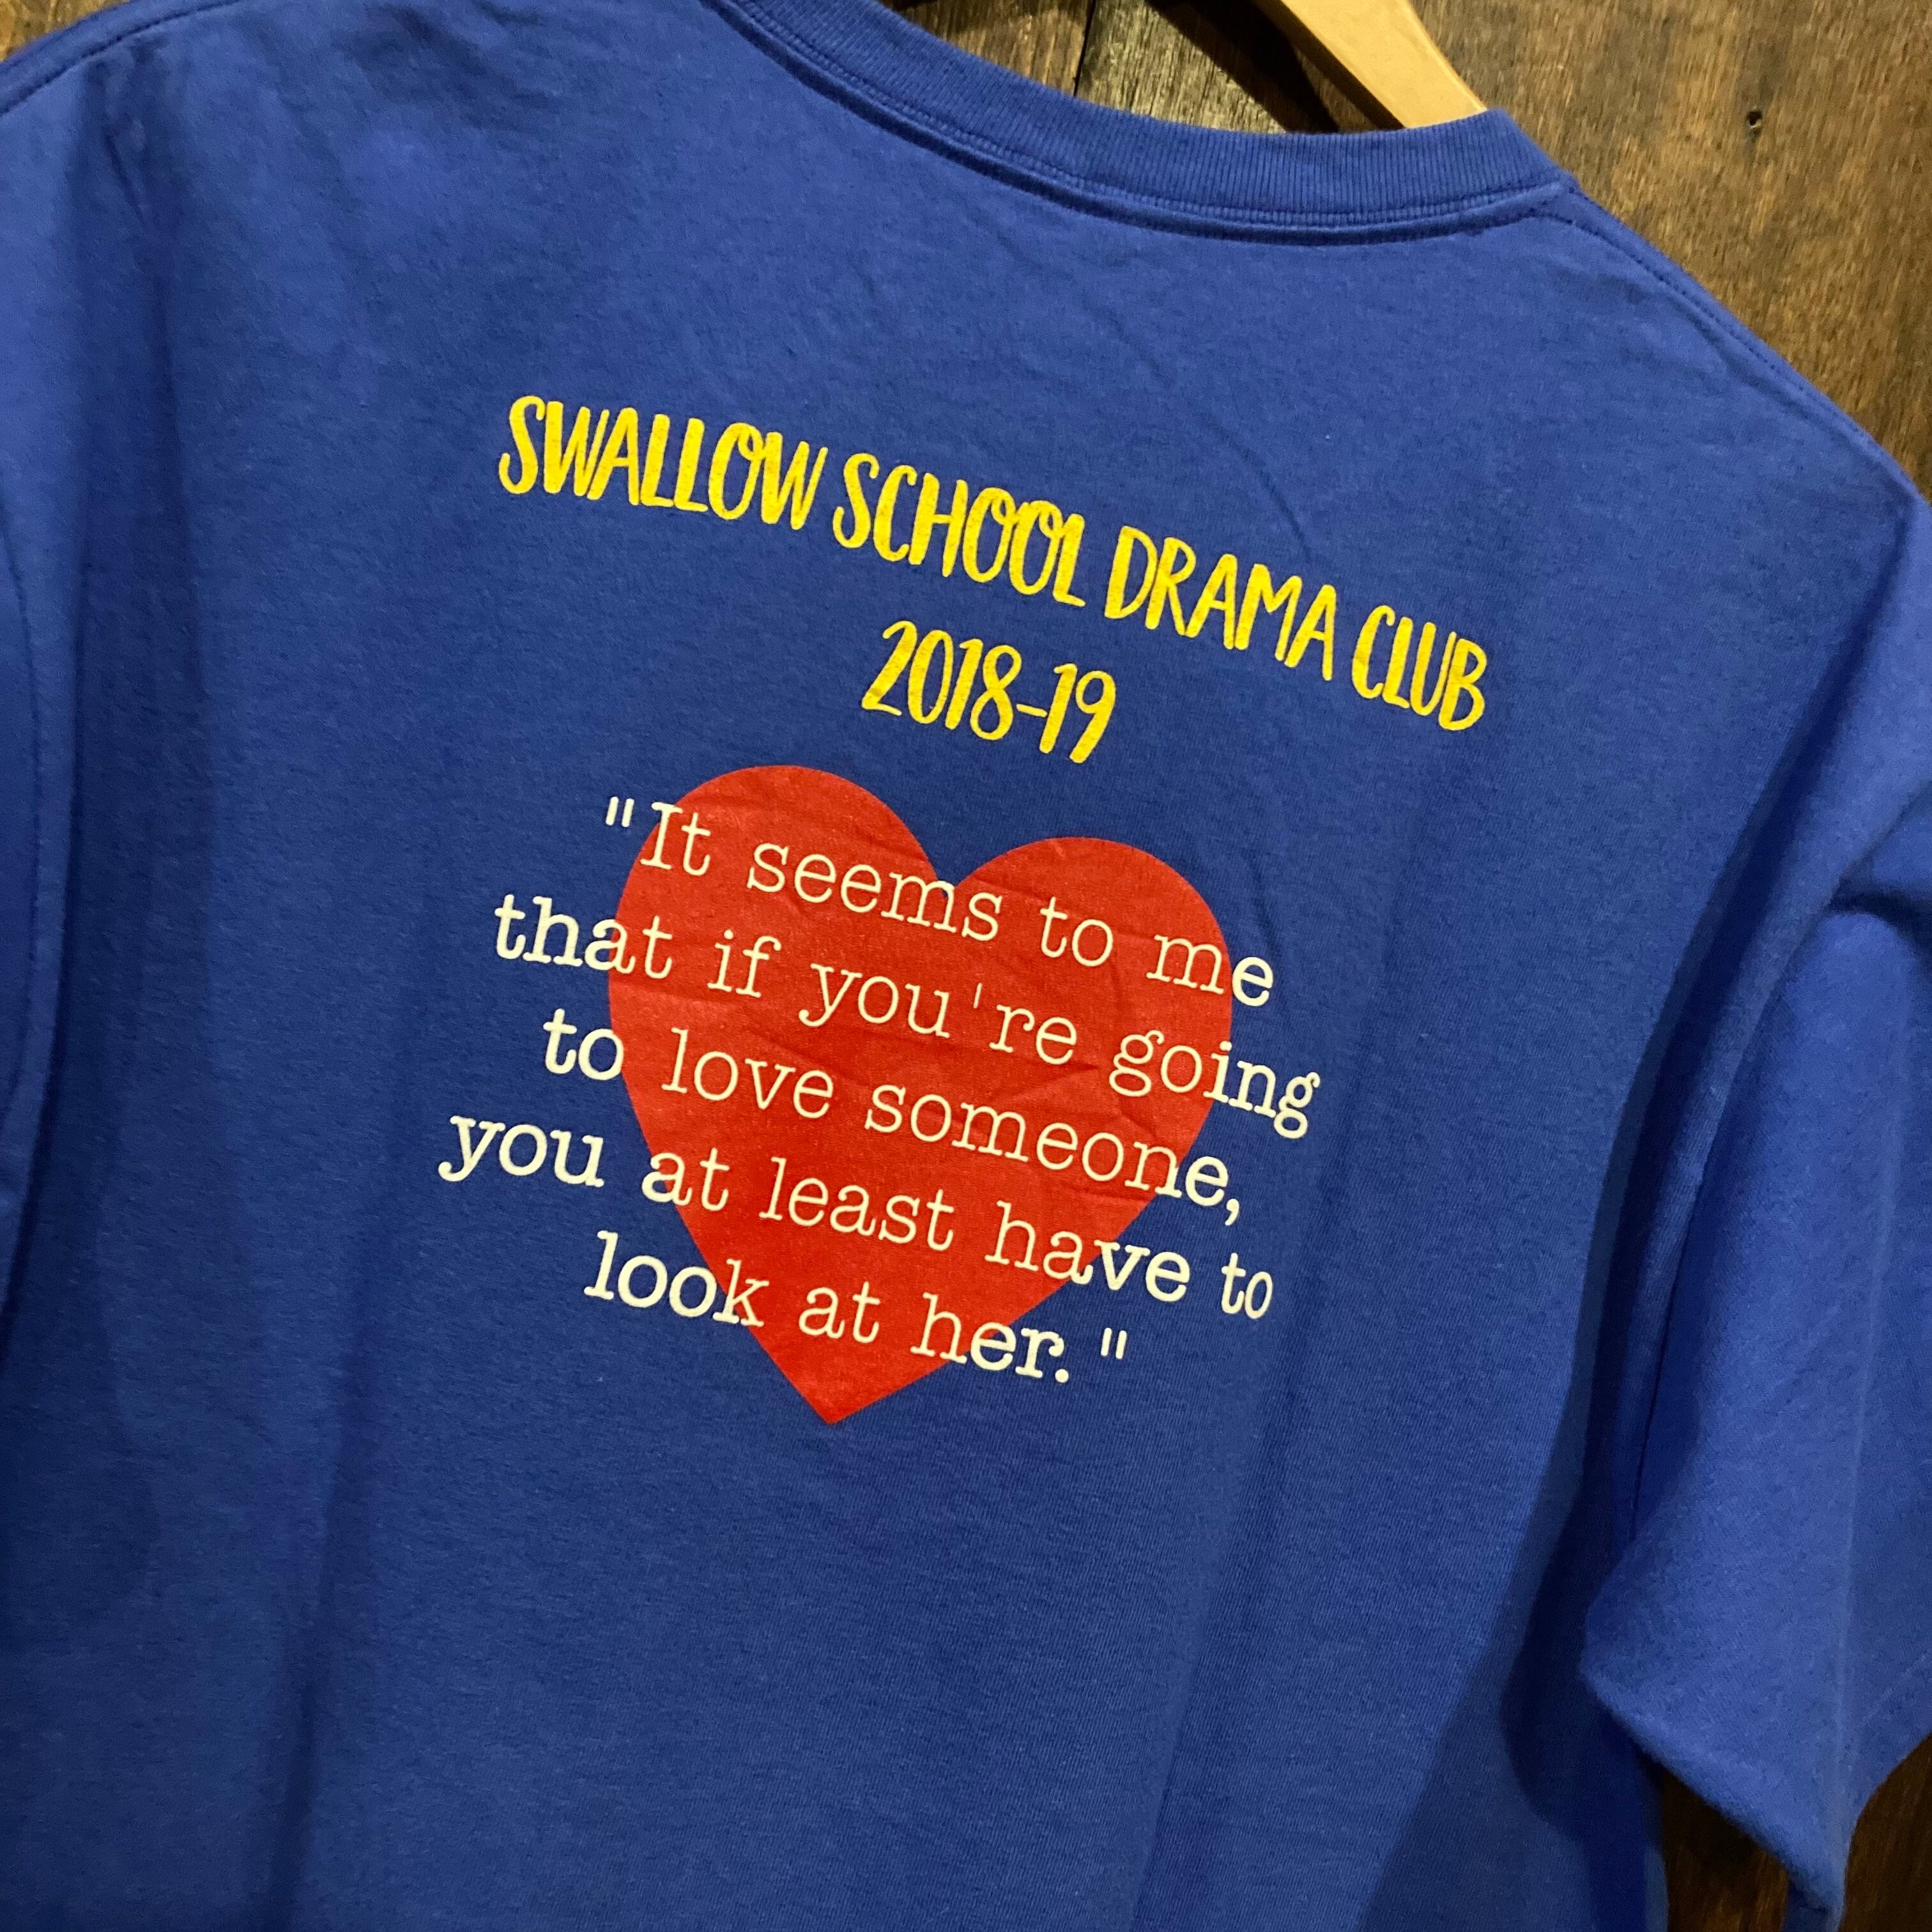 SWALLOW SCHOOL DRAMA CLUB
2018-19
"It seems to me
that if you're going
to love someone,
you at least have to
look at her."